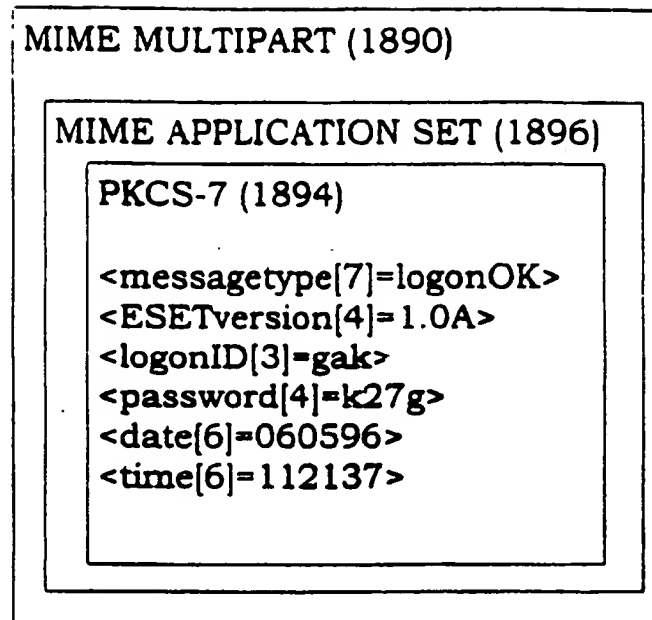 MIME MULTIPART (1890)
MIME APPLICATION SET (1896)
PKCS-7 (1894)
<messagetype[7]=logonOK>
<ESETversion[4]=1.0A>
<logonID[3]=gak>
<password[4]=k27g>
<date[6]=060596>
<time[6]=112137>